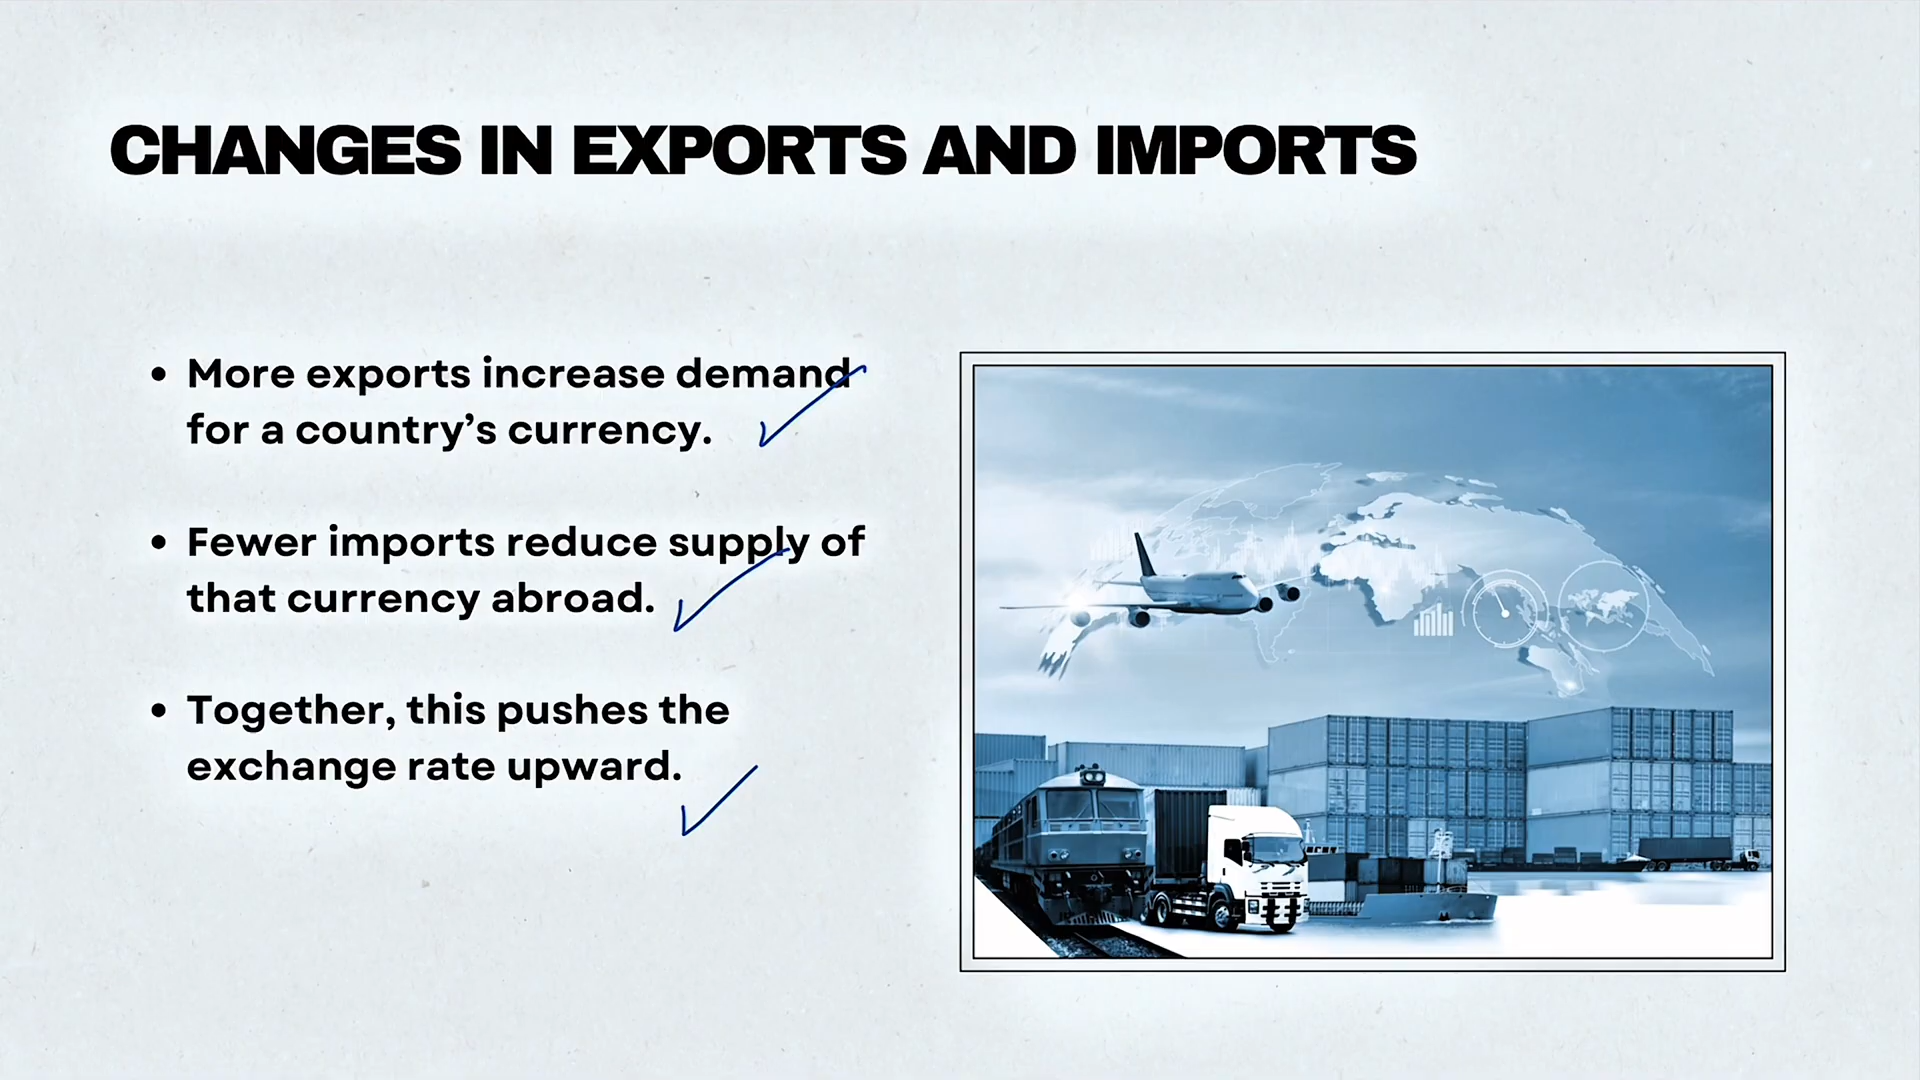 CHANGES IN EXPORTS AND IMPORTS
• More exports increase demand
for a country’s currency.
• Fewer imports reduce supply of
that currency abroad.
• Together, this pushes the
exchange rate upward.